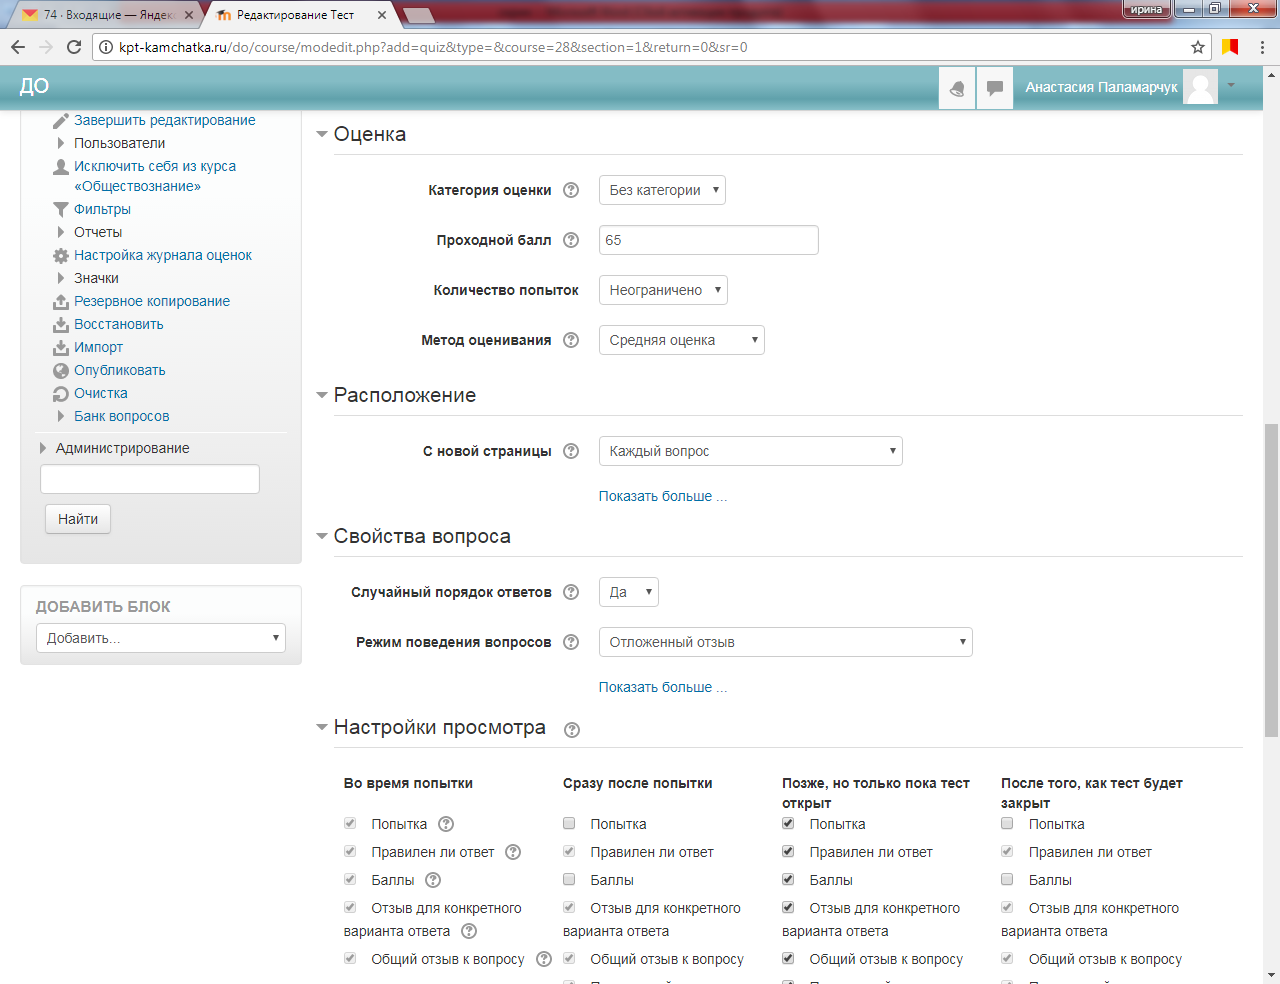 74 · Входящие — Яндекс
Редактирование Тест
ирина
kpt-kamchatka.ru/do/course/modedit.php?add=quiz&type=&course=28&section=1&return=0&sr=0
ДО
Анастасия Паламарчук
Завершить редактирование
Пользователи
Исключить себя из курса
«Обществознание»
Фильтры
Отчеты
Настройка журнала оценок
Значки
Резервное копирование
Восстановить
Импорт
Опубликовать
Очистка
Банк вопросов
Администрирование
Найти
ДОБАВИТЬ БЛОК
Добавить...
Оценка
Категория оценки ? Без категории
Проходной балл ? 65
Количество попыток Неограничено
Метод оценивания ? Средняя оценка
Расположение
С новой страницы ? Каждый вопрос
Показать больше ...
Свойства вопроса
Случайный порядок ответов ? Да
Режим поведения вопросов ? Отложенный отзыв
Показать больше ...
Настройки просмотра ?
Во время попытки
Попытка ?
Правилен ли ответ ?
Баллы ?
Отзыв для конкретного
варианта ответа ?
Общий отзыв к вопросу ?
Сразу после попытки
Попытка
Правилен ли ответ
Баллы
Отзыв для конкретного
варианта ответа
Общий отзыв к вопросу
Позже, но только пока тест
открыт
Попытка
Правилен ли ответ
Баллы
Отзыв для конкретного
варианта ответа
Общий отзыв к вопросу
После того, как тест будет
закрыт
Попытка
Правилен ли ответ
Баллы
Отзыв для конкретного
варианта ответа
Общий отзыв к вопросу